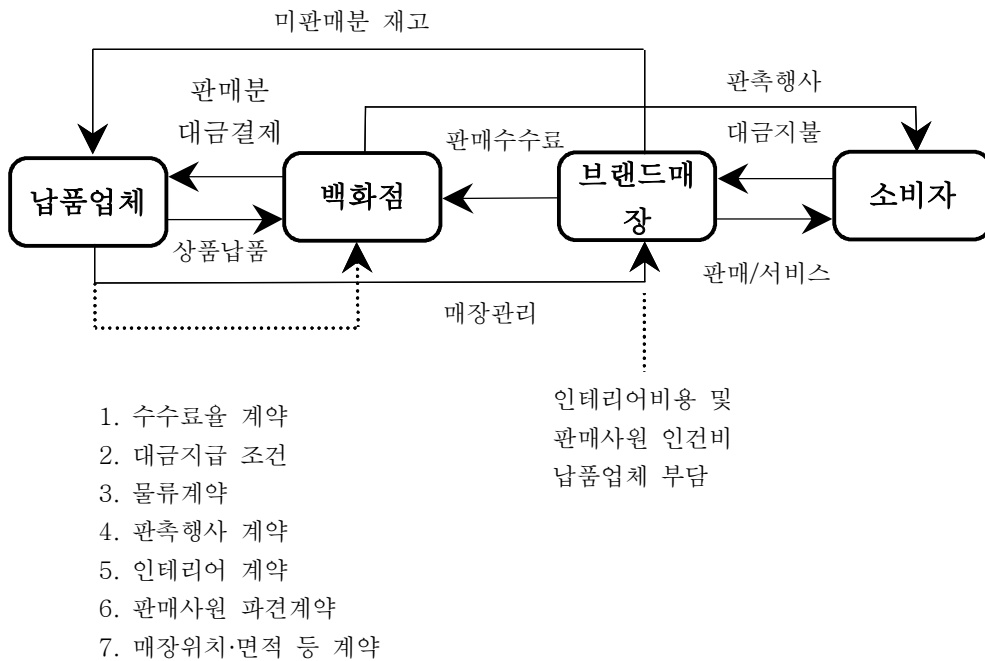 미판매분 재고
판매분
대금결제
판촉행사
판매수수료
대금지불
납품업체
백화점
브랜드매
장
소비자
상품납품
판매/서비스
매장관리
인테리어비용 및
판매사원 인건비
납품업체 부담
1. 수수료율 계약
2. 대금지급 조건
3. 물류계약
4. 판촉행사 계약
5. 인테리어 계약
6. 판매사원 파견계약
7. 매장위치·면적 등 계약